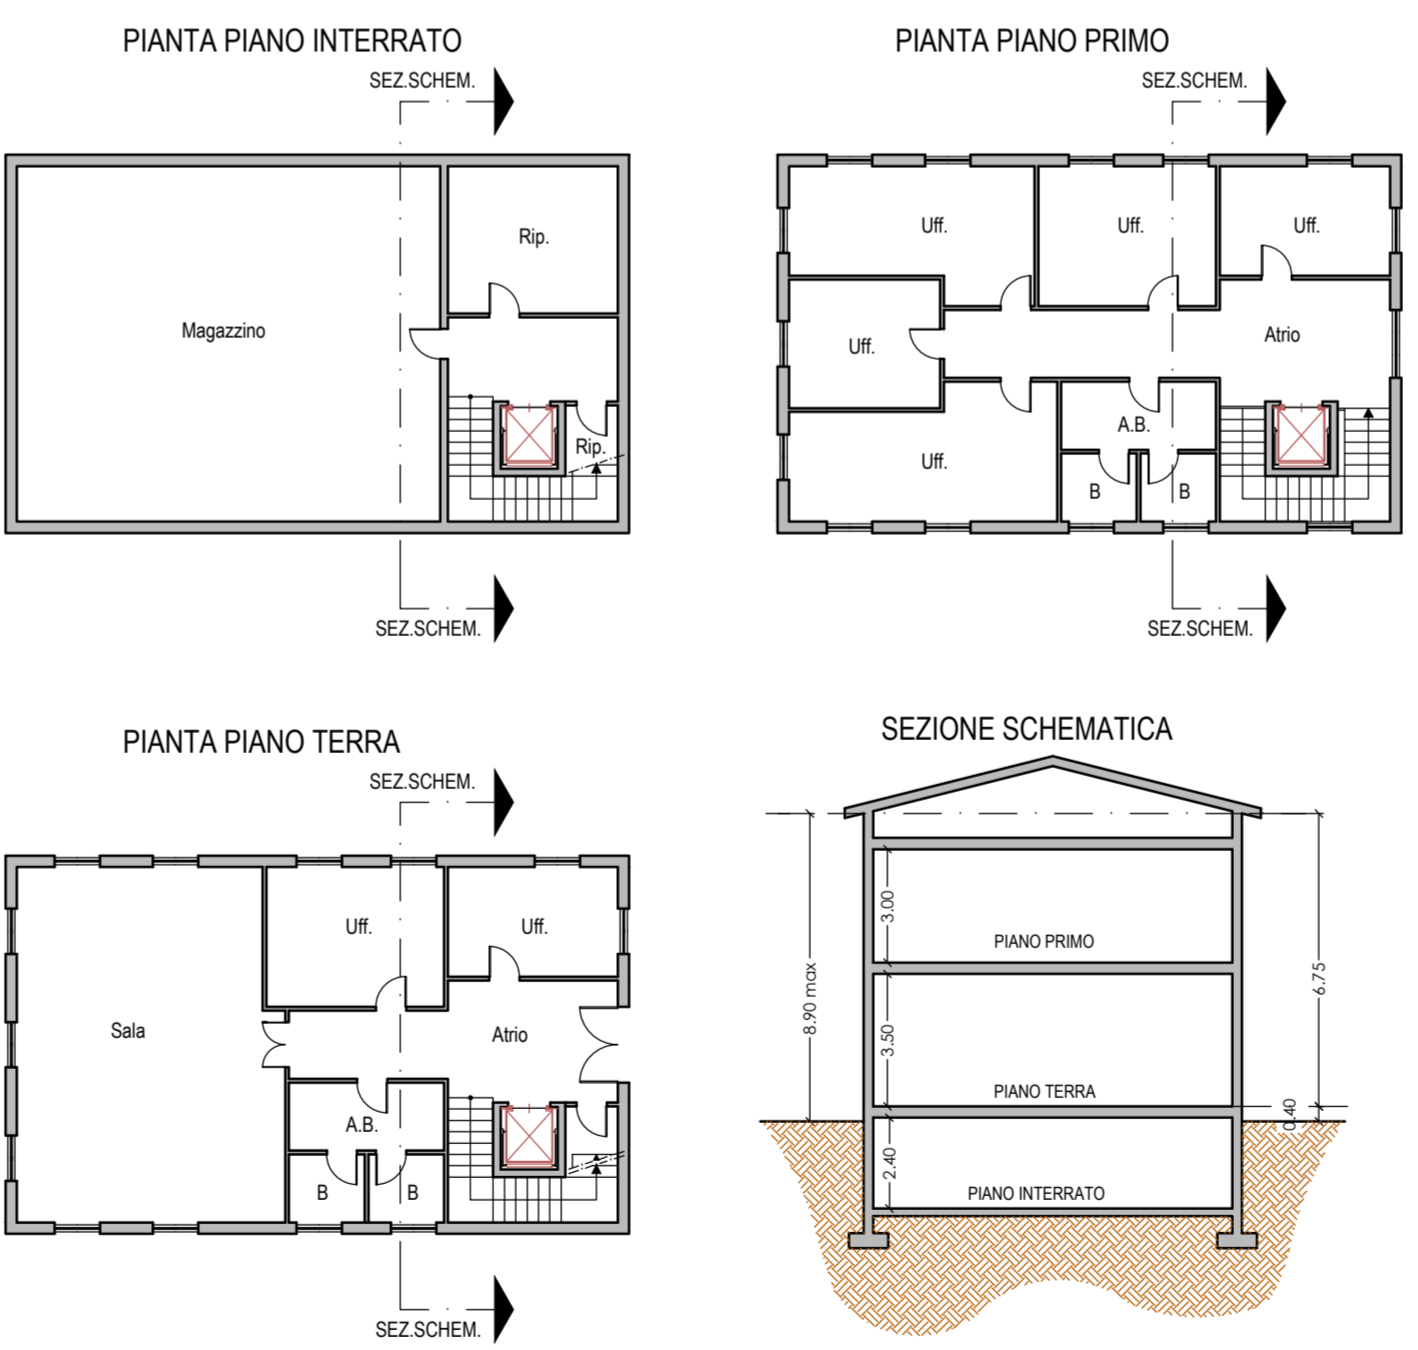 PIANTA PIANO INTERRATO
SEZ.SCHEM.
Rip.
Magazzino
Rip.
SEZ.SCHEM.
PIANTA PIANO PRIMO
SEZ.SCHEM.
Uff.
Uff.
Uff.
Atrio
Uff.
A.B.
Uff.
B
B
SEZ.SCHEM.
PIANTA PIANO TERRA
SEZ.SCHEM.
Uff.
Uff.
Sala
Atrio
A.B.
B
B
SEZ.SCHEM.
SEZIONE SCHEMATICA
3.00
PIANO PRIMO
8.90 max
6.75
3.50
PIANO TERRA
0.40
2.40
PIANO INTERRATO